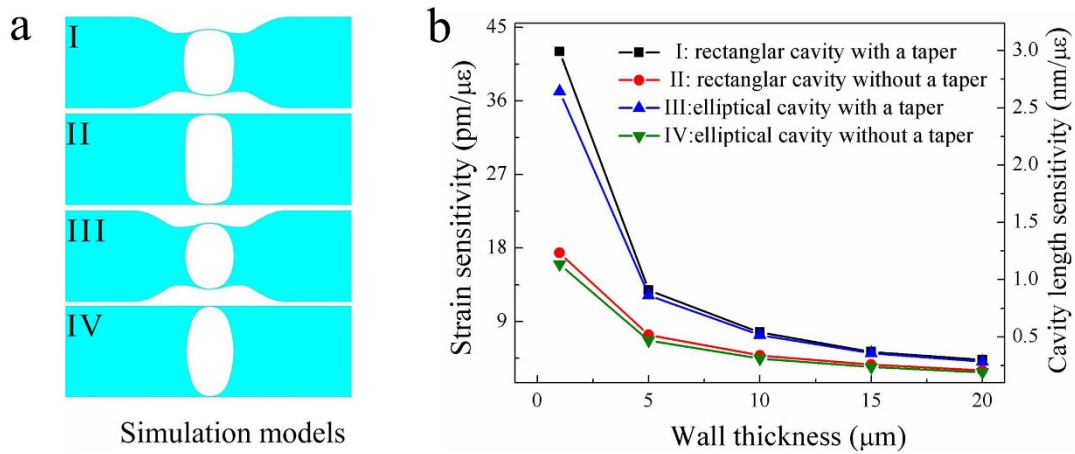 a
I
II
III
IV
Simulation models
b
I: rectanglar cavity with a taper
II: rectanglar cavity without a taper
III:elliptical cavity with a taper
IV:elliptical cavity without a taper
Strain sensitivity (pm/με)
45
36
27
18
9
Cavity length sensitivity (nm/με)
3.0
2.5
2.0
1.5
1.0
0.5
0 5 10 15 20
Wall thickness (μm)